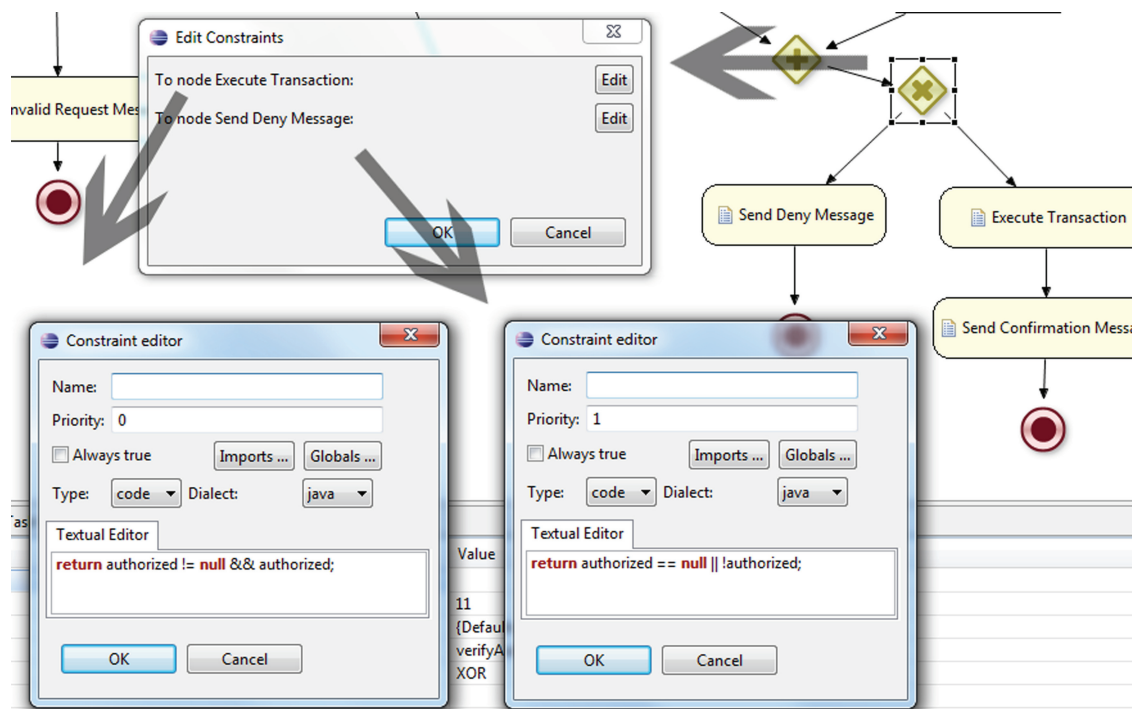 Edit Constraints
To node Execute Transaction:
Edit
To node Send Deny Message:
Edit
OK
Cancel
nvalid Request Mes
Send Deny Message
Execute Transaction
Send Confirmation Messa
Constraint editor
Name:
Priority: 0
Always true
Imports ...
Globals ...
Type: code Dialect: java
Textual Editor
return authorized != null && authorized;
OK
Cancel
Constraint editor
Name:
Priority: 1
Always true
Imports ...
Globals ...
Type: code Dialect: java
Textual Editor
return authorized == null || !authorized;
OK
Cancel
Tas
Value
11
{Defaul
verifyA
XOR